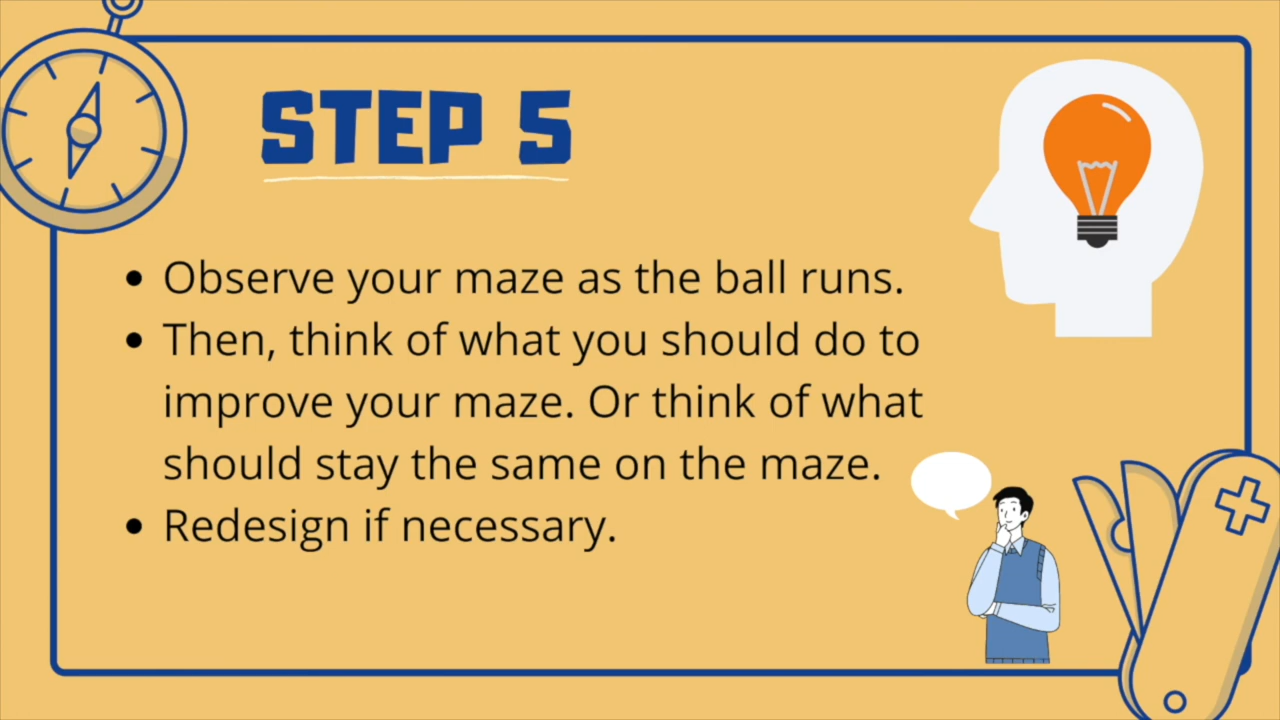 STEP 5
Observe your maze as the ball runs.
Then, think of what you should do to
improve your maze. Or think of what
should stay the same on the maze.
Redesign if necessary.